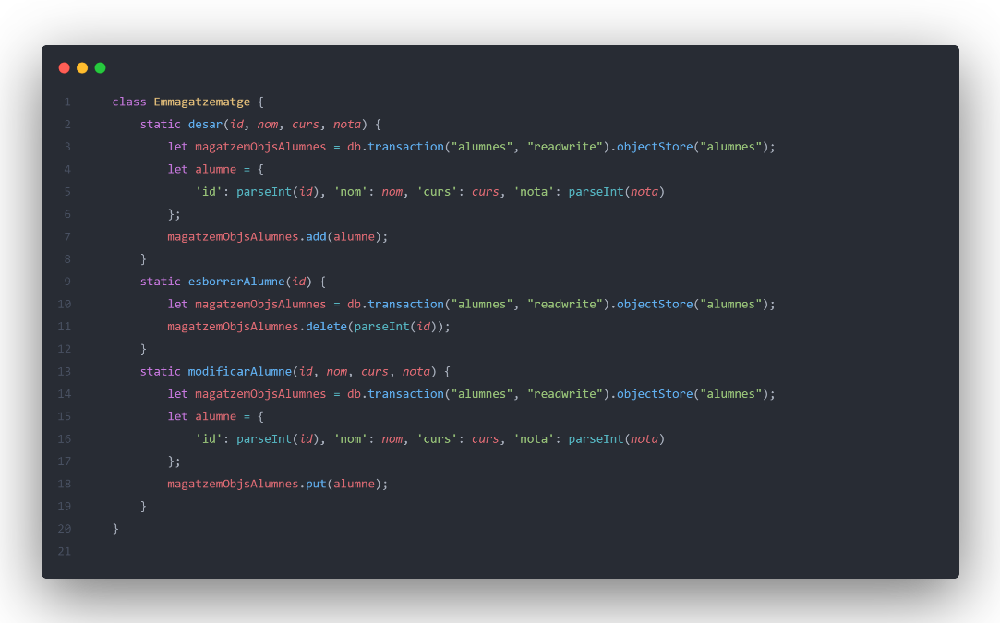 1 class Emmagatzematge {
2 static desar(id, nom, curs, nota) {
3 let magatzemObjsAlumnes = db.transaction("alumnes", "readwrite").objectStore("alumnes");
4 let alumne = {
5 'id': parseInt(id), 'nom': nom, 'curs': curs, 'nota': parseInt(nota)
6 };
7 magatzemObjsAlumnes.add(alumne);
8 }
9 static esborrarAlumne(id) {
10 let magatzemObjsAlumnes = db.transaction("alumnes", "readwrite").objectStore("alumnes");
11 magatzemObjsAlumnes.delete(parseInt(id));
12 }
13 static modificarAlumne(id, nom, curs, nota) {
14 let magatzemObjsAlumnes = db.transaction("alumnes", "readwrite").objectStore("alumnes");
15 let alumne = {
16 'id': parseInt(id), 'nom': nom, 'curs': curs, 'nota': parseInt(nota)
17 };
18 magatzemObjsAlumnes.put(alumne);
19 }
20 }
21